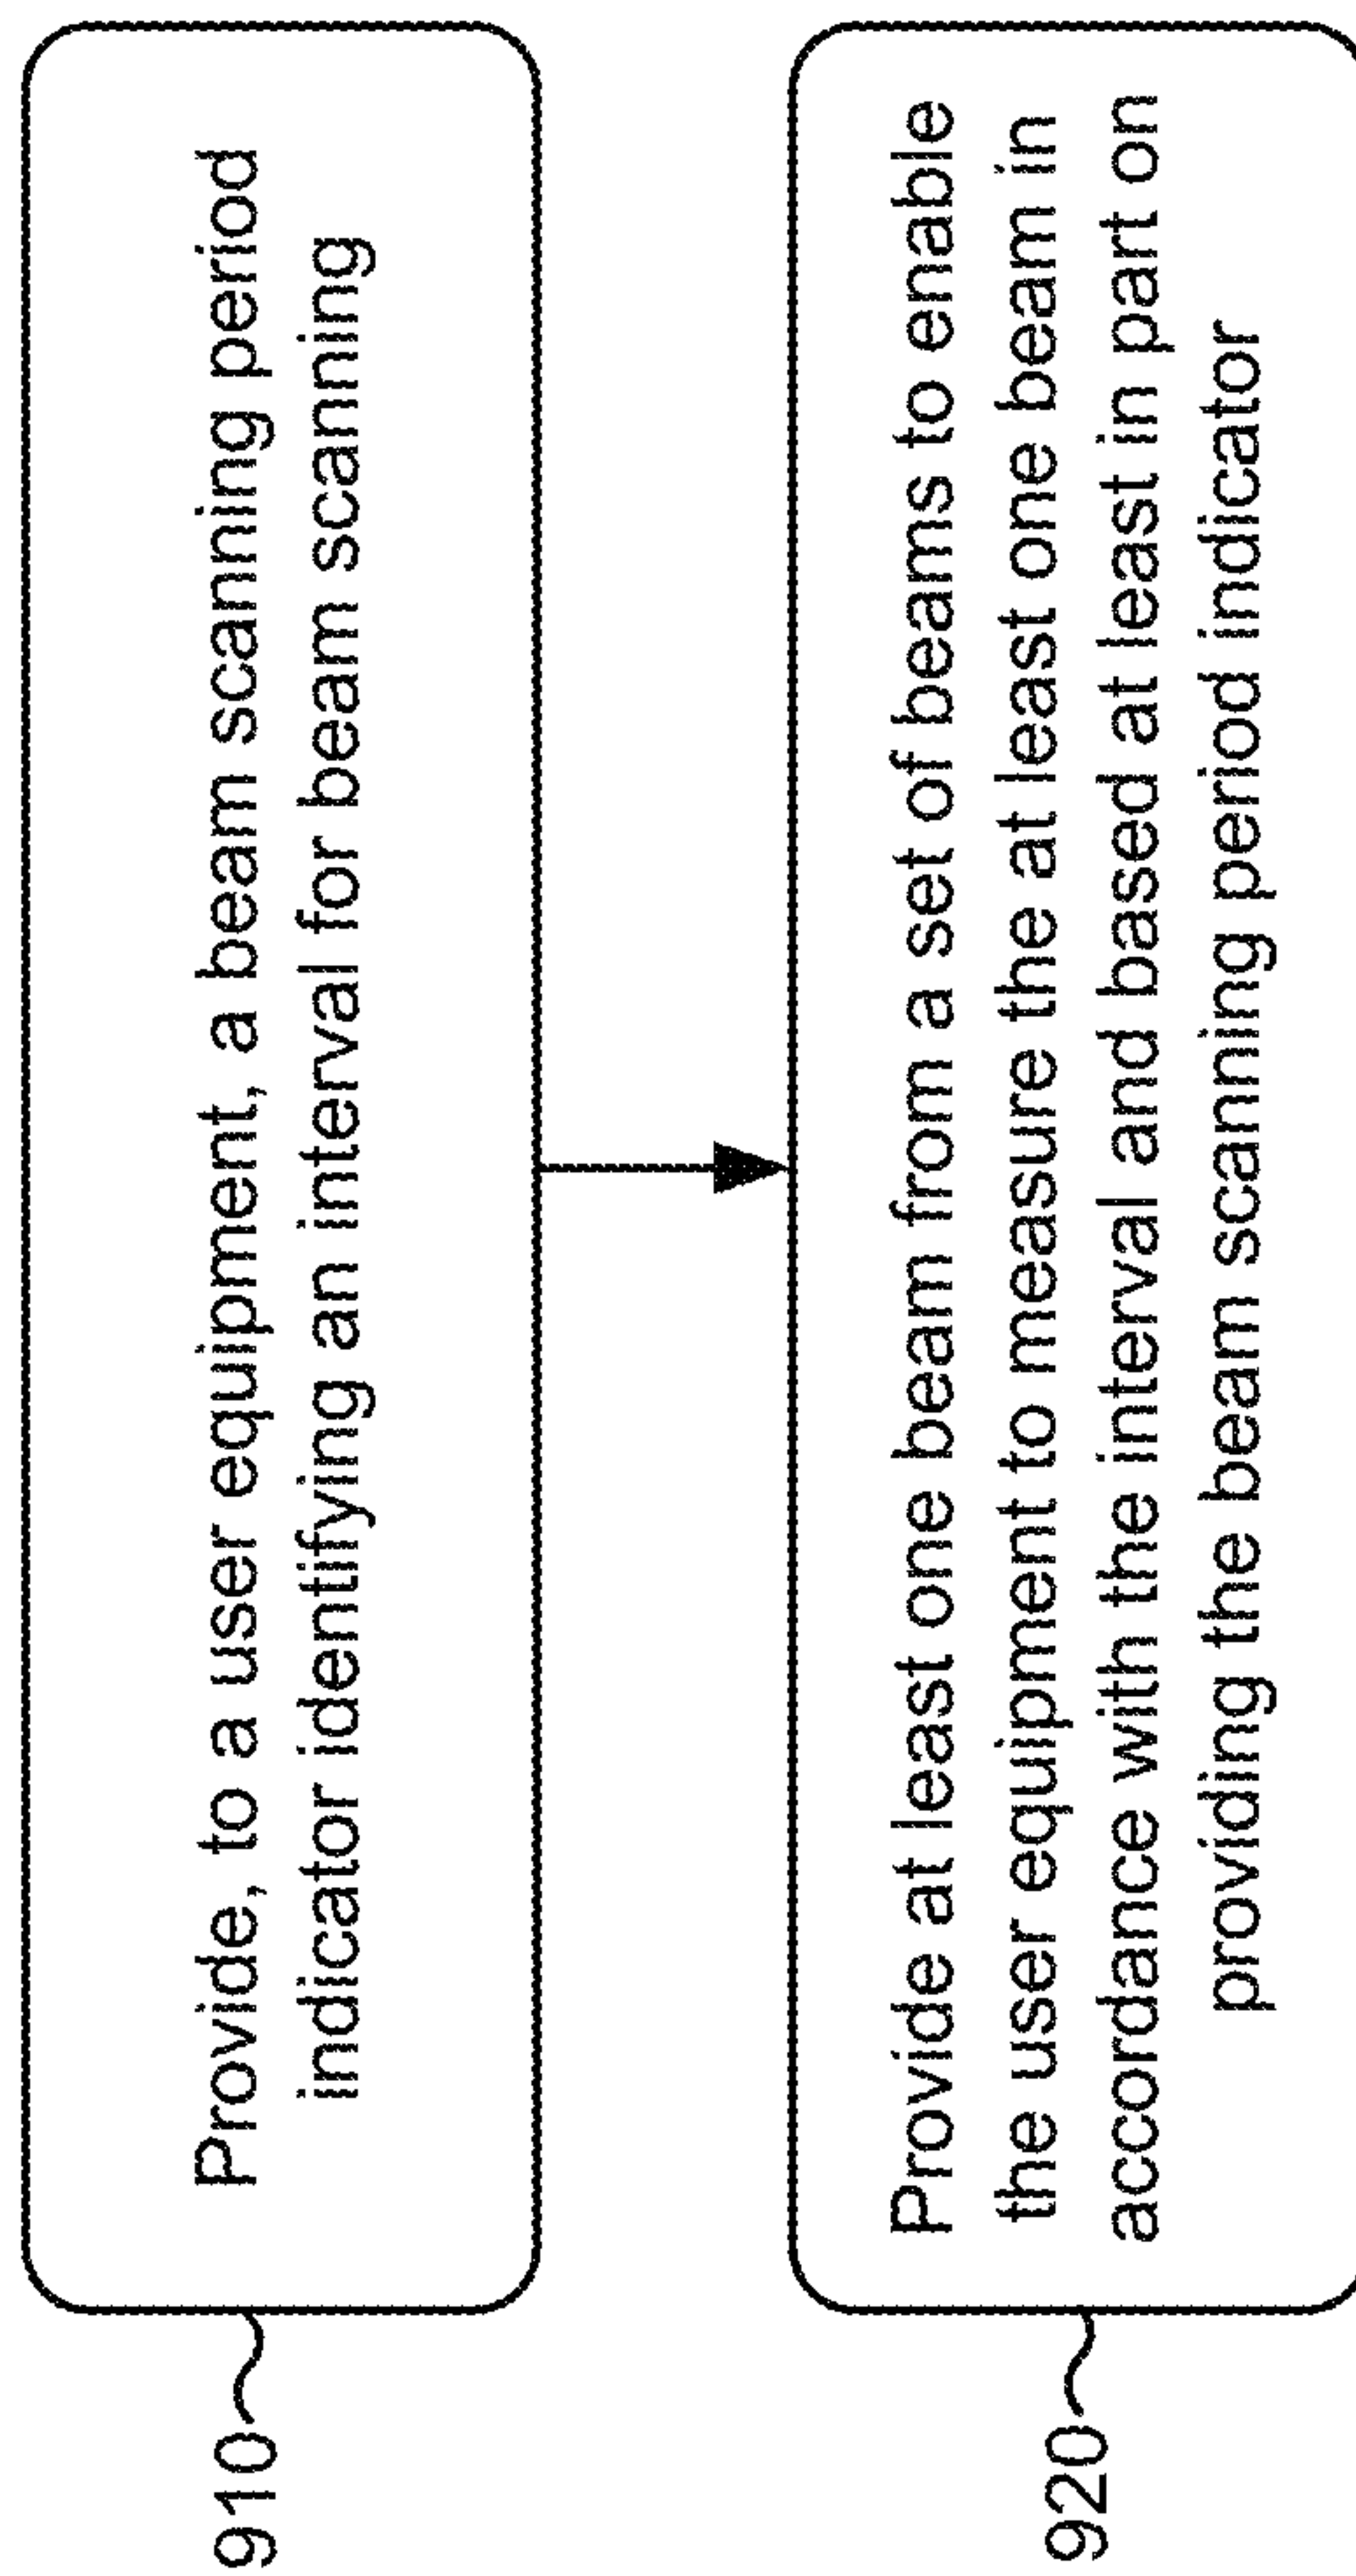 910
Provide, to a user equipment, a beam scanning period
indicator identifying an interval for beam scanning
920
Provide at least one beam from a set of beams to enable
the user equipment to measure the at least one beam in
accordance with the interval and based at least in part on
providing the beam scanning period indicator